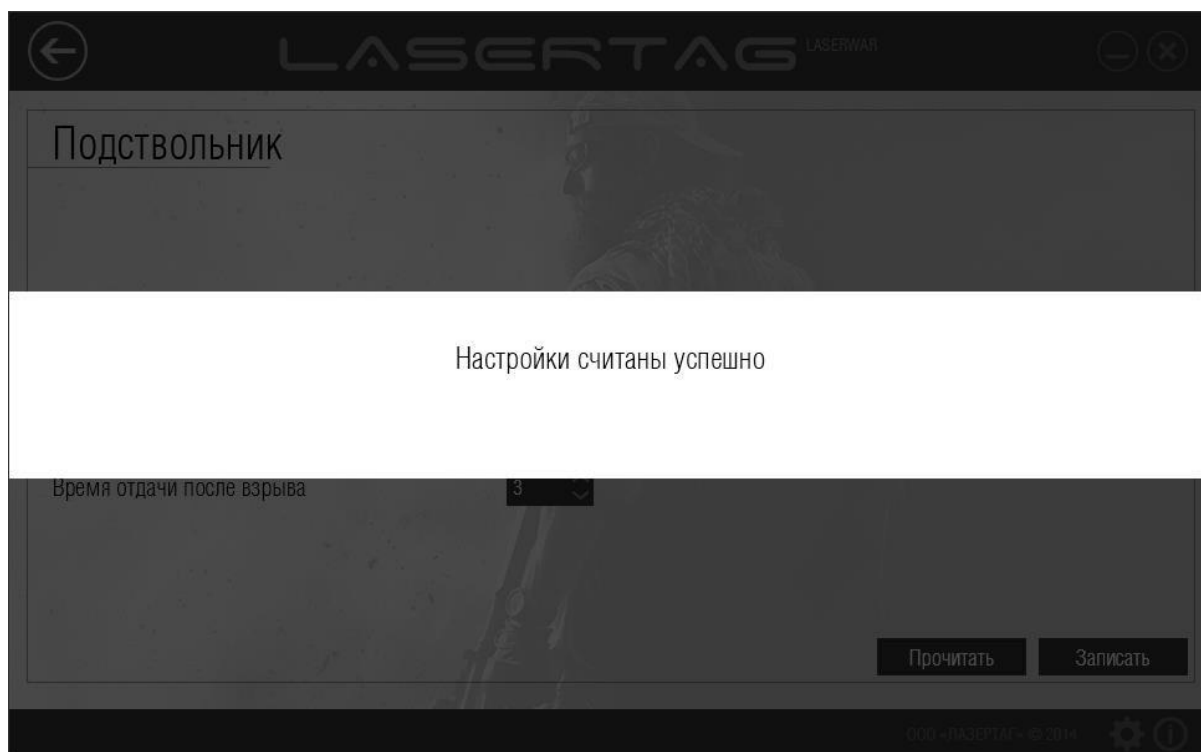 LASERTAG LASERWAR
Подствольник
Настройки считаны успешно
Время отдачи после взрыва 3
Прочитать Записать
ООО «ЛАЗЕРТАГ» © 2014